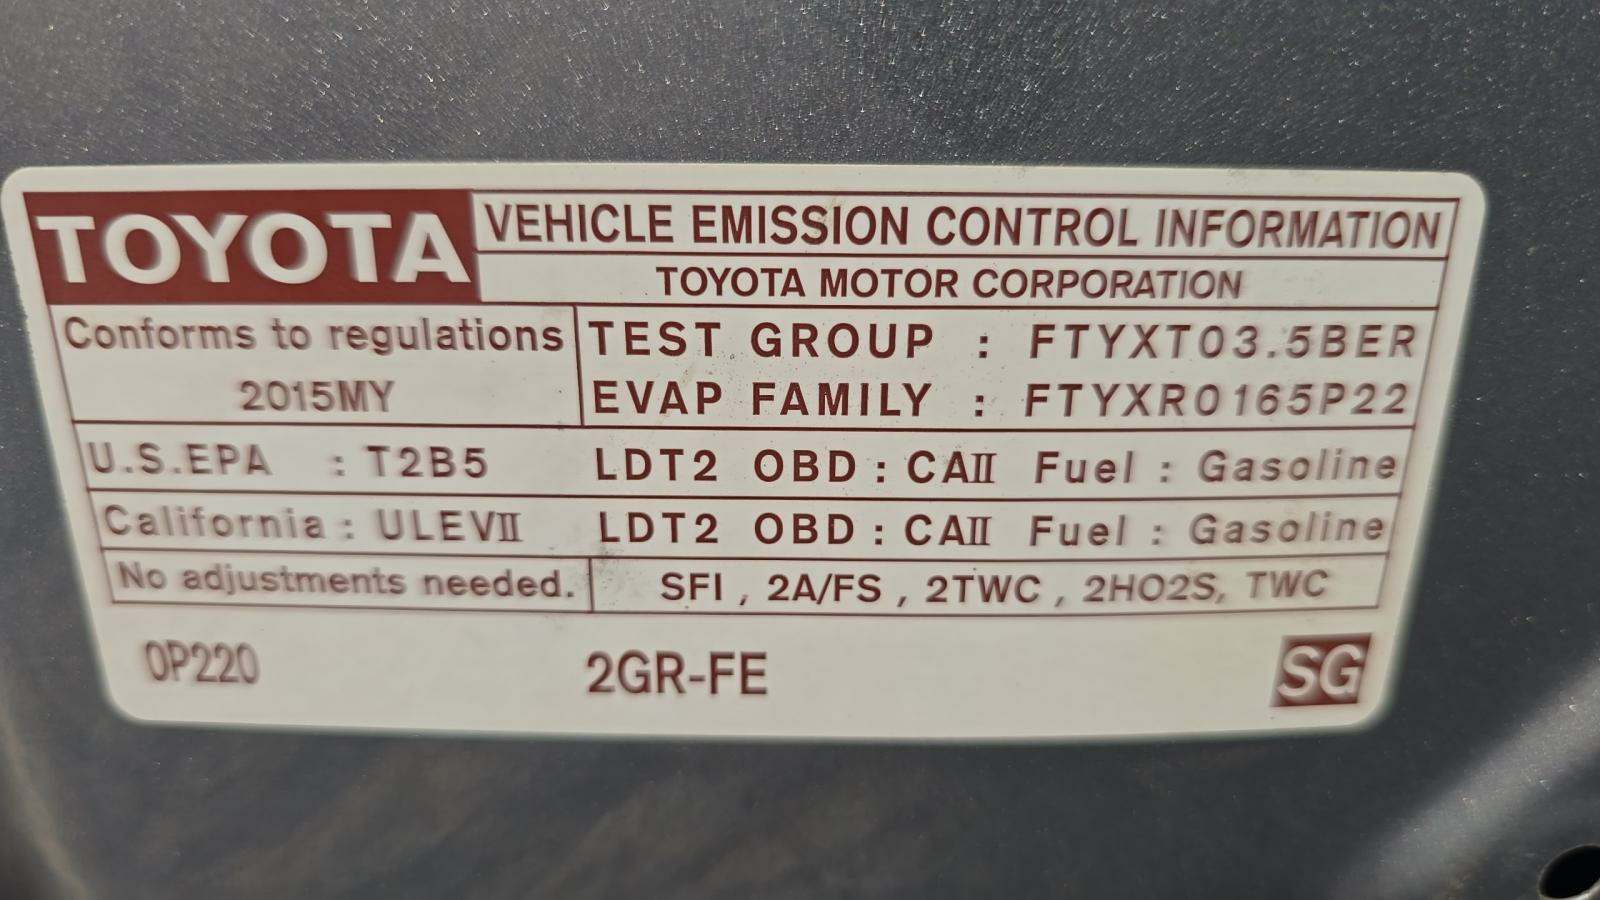 TOYOTA
VEHICLE EMISSION CONTROL INFORMATION
TOYOTA MOTOR CORPORATION
Conforms to regulations
2015MY
TEST GROUP : FTYXT03.5BER
EVAP FAMILY : FTYXR0165P22
U.S.EPA : T2B5 LDT2 OBD : CAII Fuel : Gasoline
California : ULEVII LDT2 OBD : CAII Fuel : Gasoline
No adjustments needed. SFI , 2A/FS , 2TWC , 2HO2S, TWC
0P220 2GR-FE SG